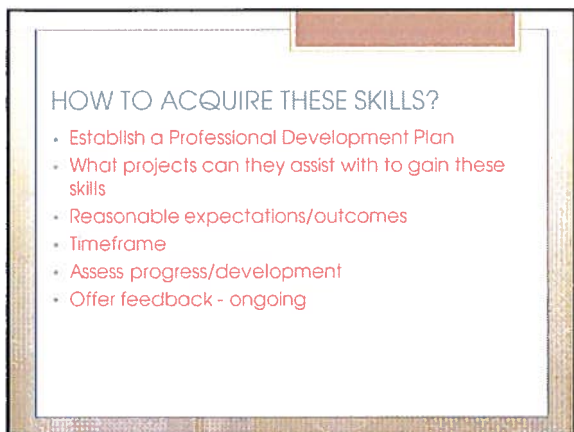 HOW TO ACQUIRE THESE SKILLS?
• Establish a Professional Development Plan
• What projects can they assist with to gain these
skills
• Reasonable expectations/outcomes
• Timeframe
• Assess progress/development
• Offer feedback - ongoing